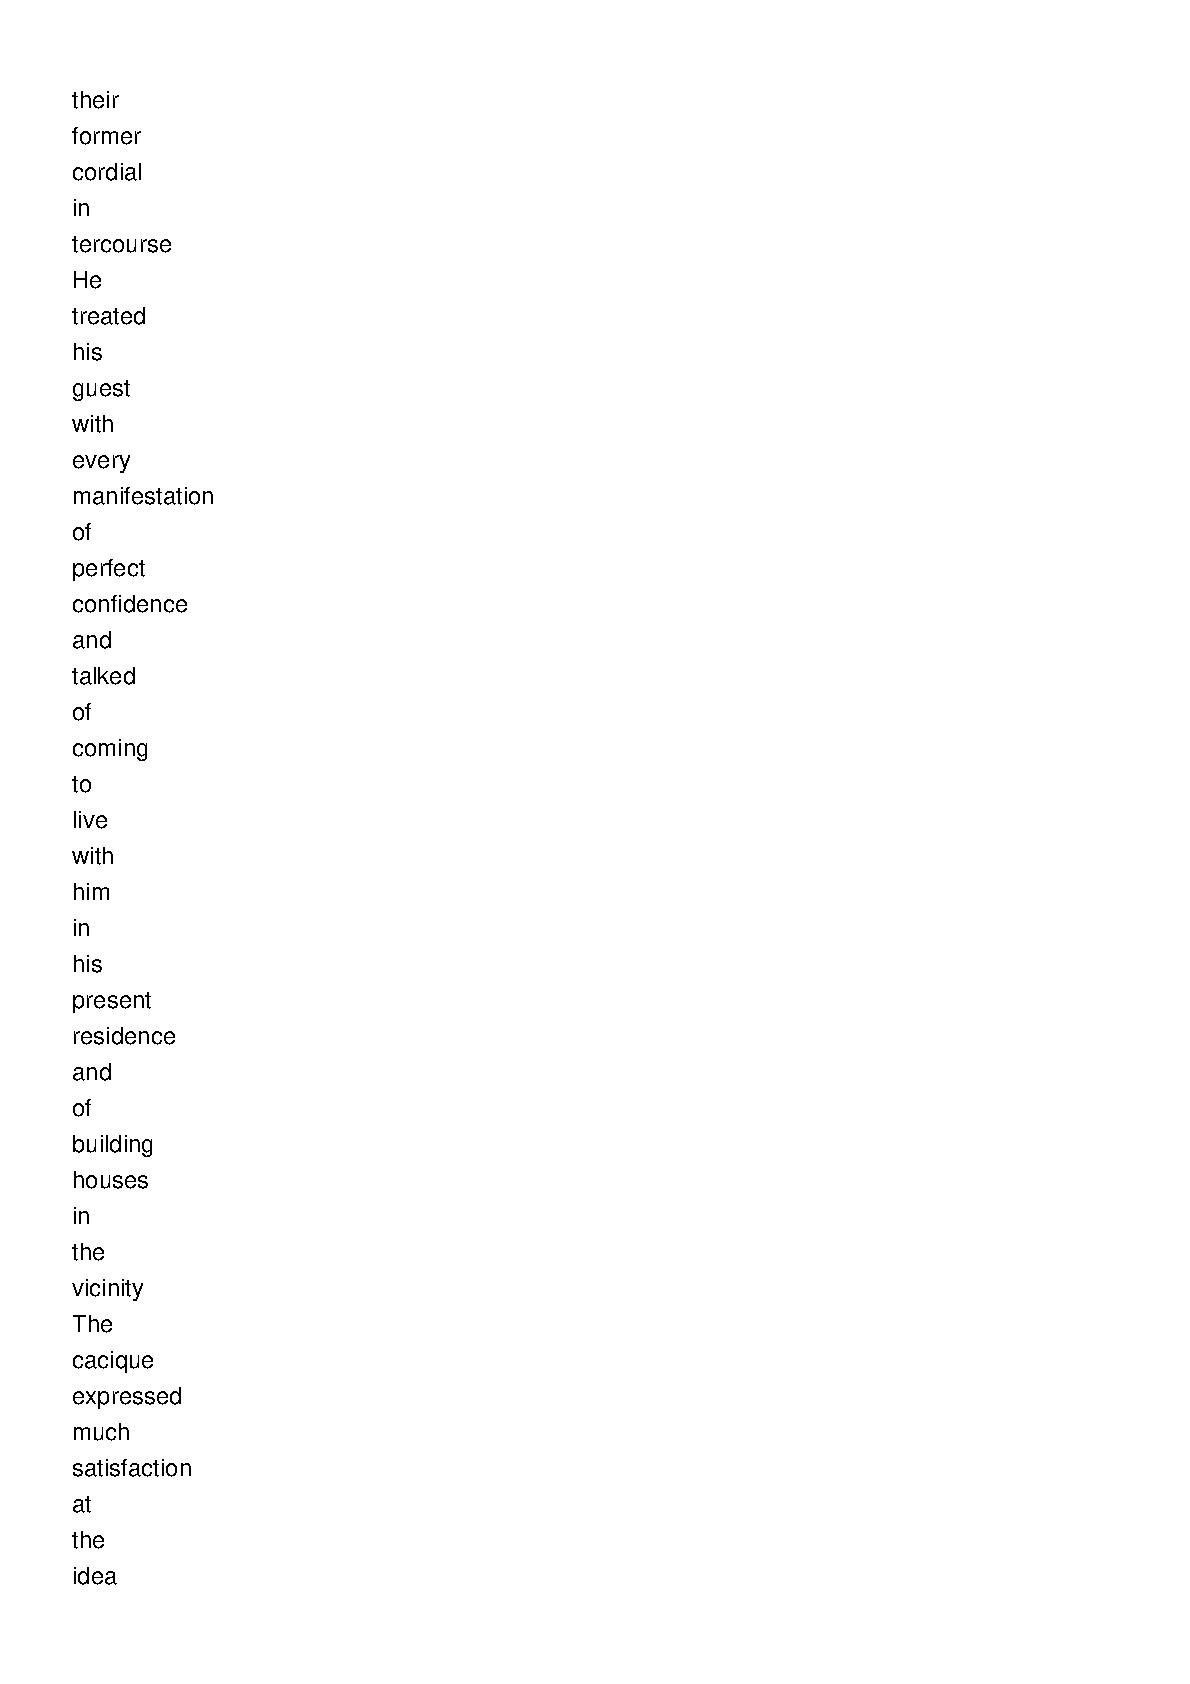 their
former
cordial
in
tercourse
He
treated
his
guest
with
every
manifestation
of
perfect
confidence
and
talked
of
coming
to
live
with
him
in
his
present
residence
and
of
building
houses
in
the
vicinity
The
cacique
expressed
much
satisfaction
at
the
idea